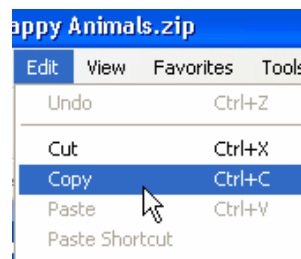 appy Animals.zip
Edit View Favorites Tools
Undo Ctrl+Z
Cut Ctrl+X
Copy Ctrl+C
Paste Ctrl+V
Paste Shortcut